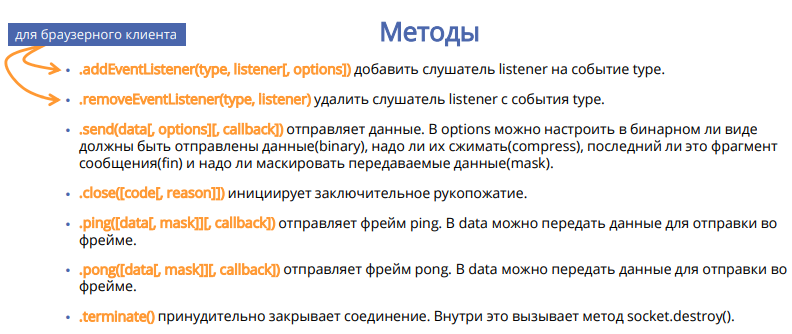 Методы
для браузерного клиента
• .addEventListener(type, listener[, options]) добавить слушатель listener на событие type.
• .removeEventListener(type, listener) удалить слушатель listener с события type.
• .send(data[, options][, callback]) отправляет данные. В options можно настроить в бинарном ли виде
должны быть отправлены данные(binary), надо ли их сжимать(compress), последний ли это фрагмент
сообщения(fin) и надо ли маскировать передаваемые данные(mask).
• .close([code[, reason]]) инициирует заключительное рукопожатие.
• .ping([data[, mask]][, callback]) отправляет фрейм ping. В data можно передать данные для отправки во
фрейме.
• .pong([data[, mask]][, callback]) отправляет фрейм pong. В data можно передать данные для отправки во
фрейме.
• .terminate() принудительно закрывает соединение. Внутри это вызывает метод socket.destroy().